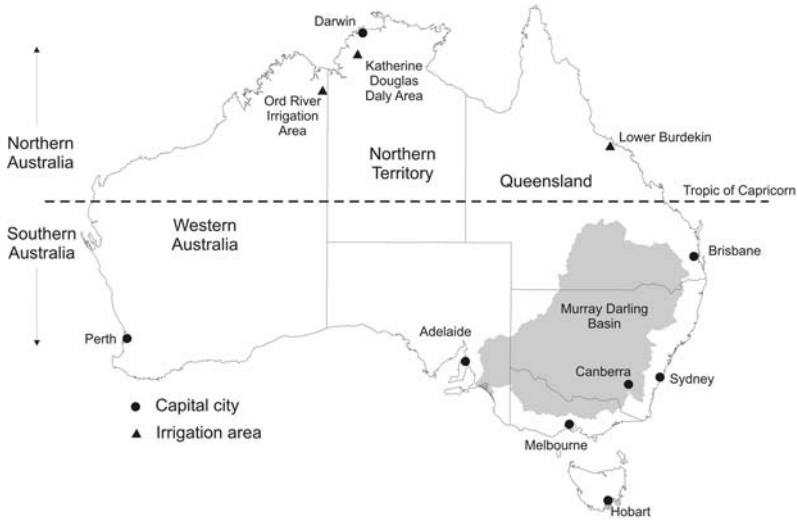 Darwin
Katherine
Douglas
Daly Area
Ord River
Irrigation
Area
Northern
Australia
Northern
Territory
Lower Burdekin
Queensland
Tropic of Capricorn
Southern
Australia
Western
Australia
Brisbane
Murray Darling
Basin
Perth
Adelaide
Canberra
Sydney
Capital city
Irrigation area
Melbourne
Hobart